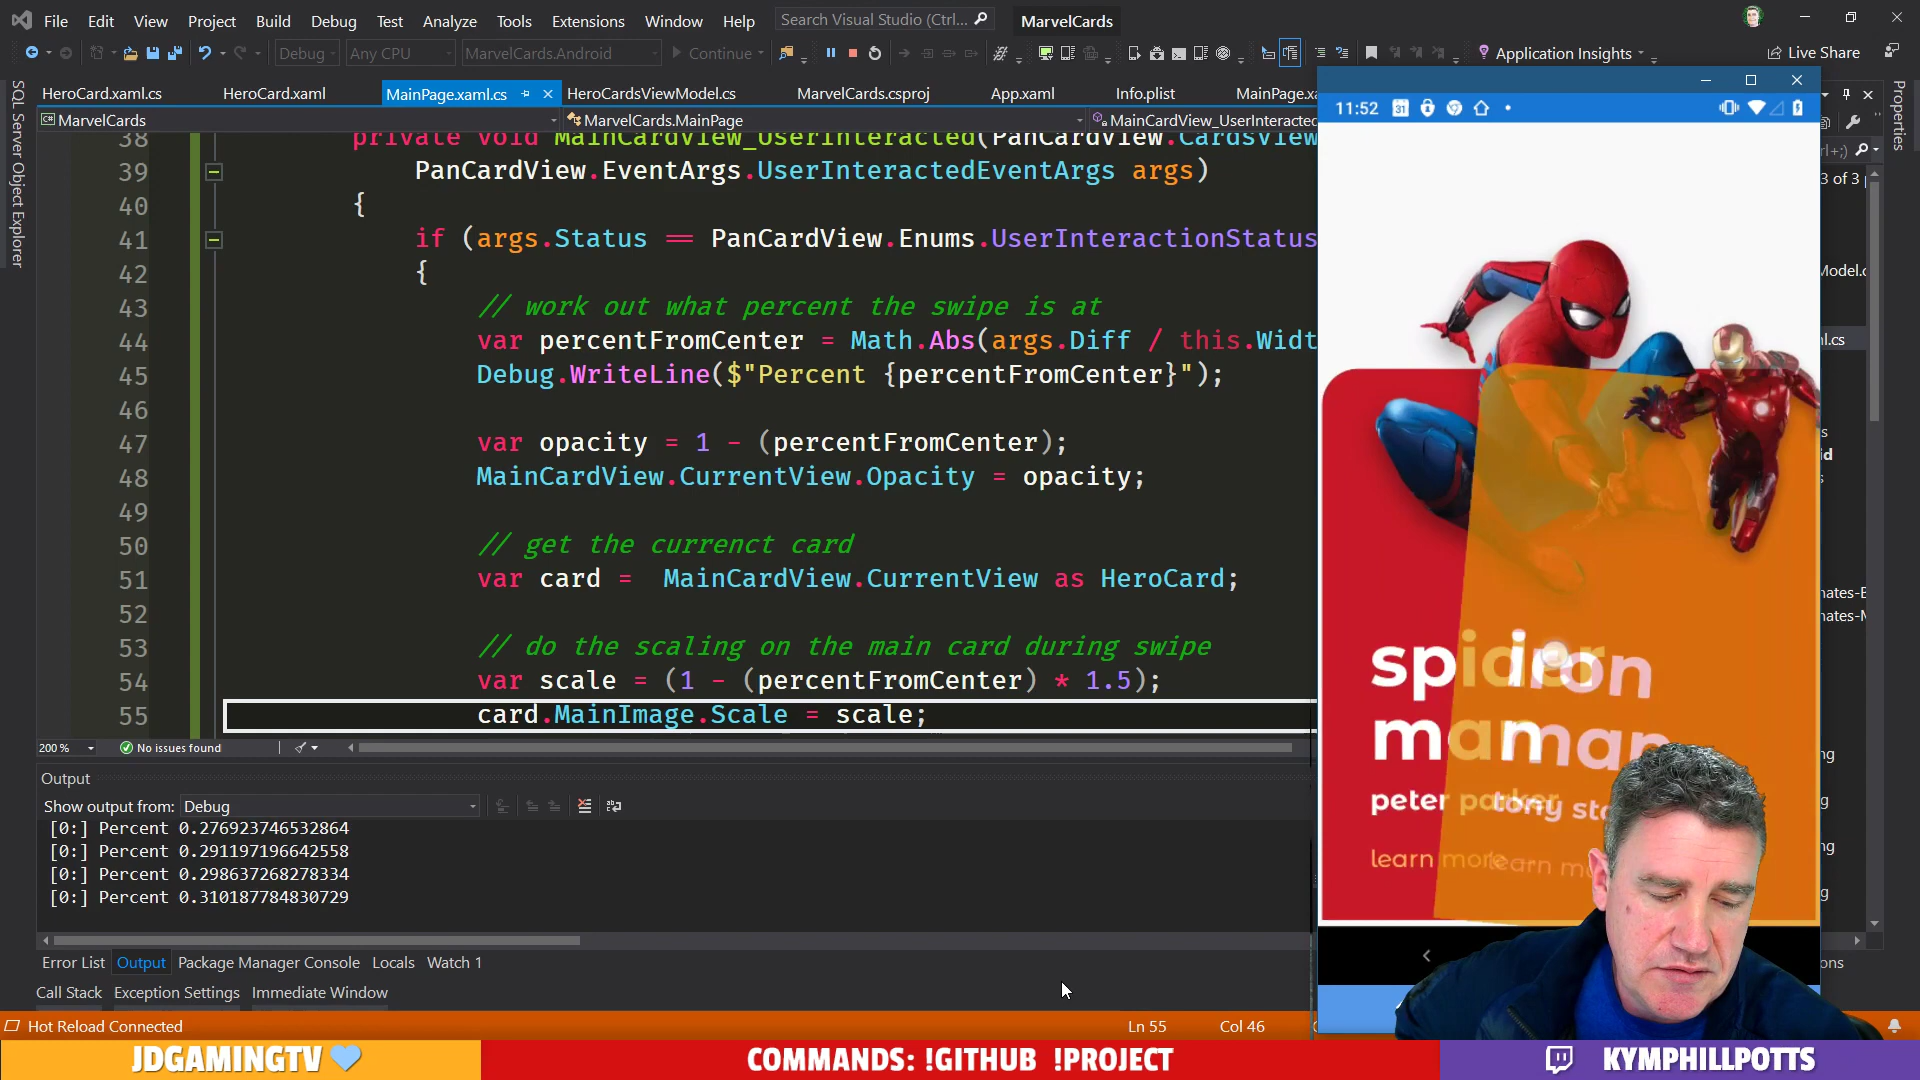 File Edit View Project Build Debug Test Analyze Tools Extensions Window Help Search Visual Studio (Ctrl... MarvelCards
Debug Any CPU MarvelCards.Android Continue Application Insights Live Share
HeroCard.xaml.cs HeroCard.xaml MainPage.xaml.cs HeroCardsViewModel.cs MarvelCards.csproj App.xaml Info.plist MainPage.xa
MarvelCards MarvelCards.MainPage MainCardView_UserInteracted
SQL Server Object Explorer
Properties
38 private void MainCardView_UserInteracted(PanCardView.CardsView
39 PanCardView.EventArgs.UserInteractedEventArgs args)
40 {
41 if (args.Status == PanCardView.Enums.UserInteractionStatus
42 {
43 // work out what percent the swipe is at
44 var percentFromCenter = Math.Abs(args.Diff / this.Widt
45 Debug.WriteLine($"Percent {percentFromCenter}");
46
47 var opacity = 1 - (percentFromCenter);
48 MainCardView.CurrentView.Opacity = opacity;
49
50 // get the currenct card
51 var card = MainCardView.CurrentView as HeroCard;
52
53 // do the scaling on the main card during swipe
54 var scale = (1 - (percentFromCenter) * 1.5);
55 card.MainImage.Scale = scale;
200 % No issues found
Output
Show output from: Debug
[0:] Percent 0.276923746532864
[0:] Percent 0.291197196642558
[0:] Percent 0.298637268278334
[0:] Percent 0.310187784830729
Error List Output Package Manager Console Locals Watch 1
Call Stack Exception Settings Immediate Window
Hot Reload Connected Ln 55 Col 46
11:52
31
spider
iron
man
man
peter parker
tony sta
learn more
learn m
3 of 3
JDGAMINGTV
COMMANDS: !GITHUB !PROJECT
KYMPHILLPOTTS